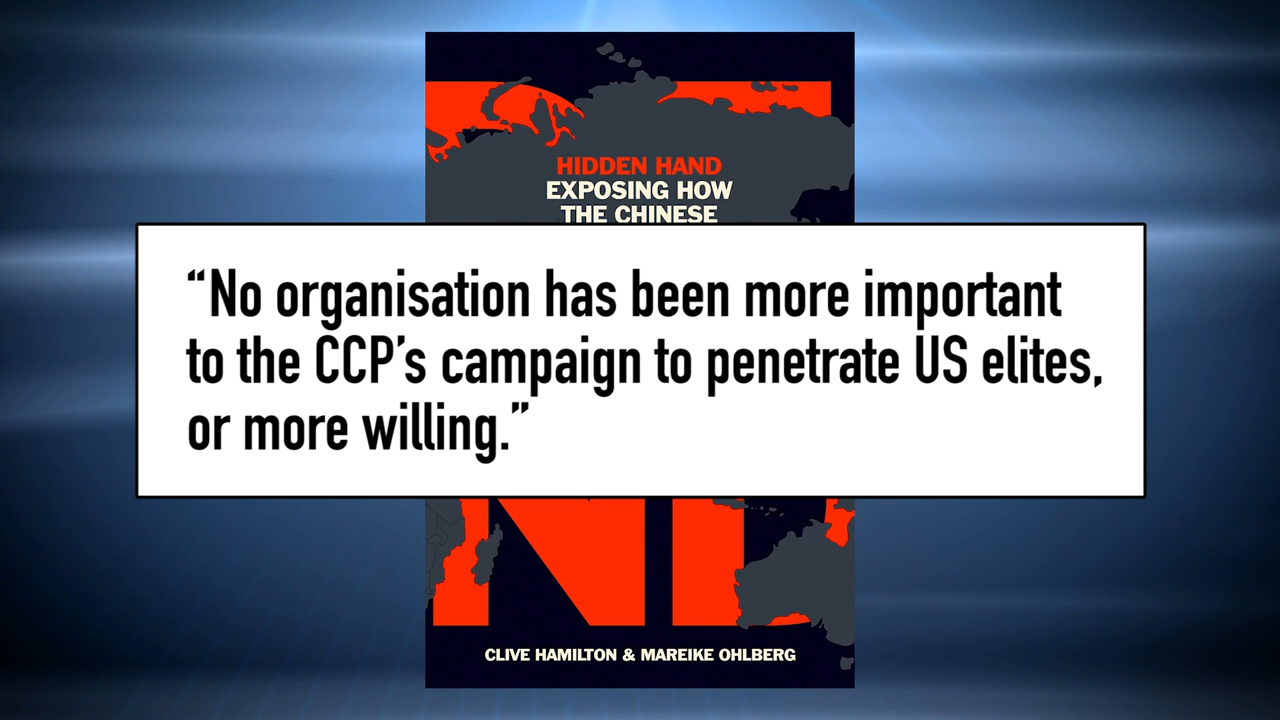 HIDDEN HAND
EXPOSING HOW
THE CHINESE
“No organisation has been more important
to the CCP’s campaign to penetrate US elites,
or more willing.”
CLIVE HAMILTON & MAREIKE OHLBERG